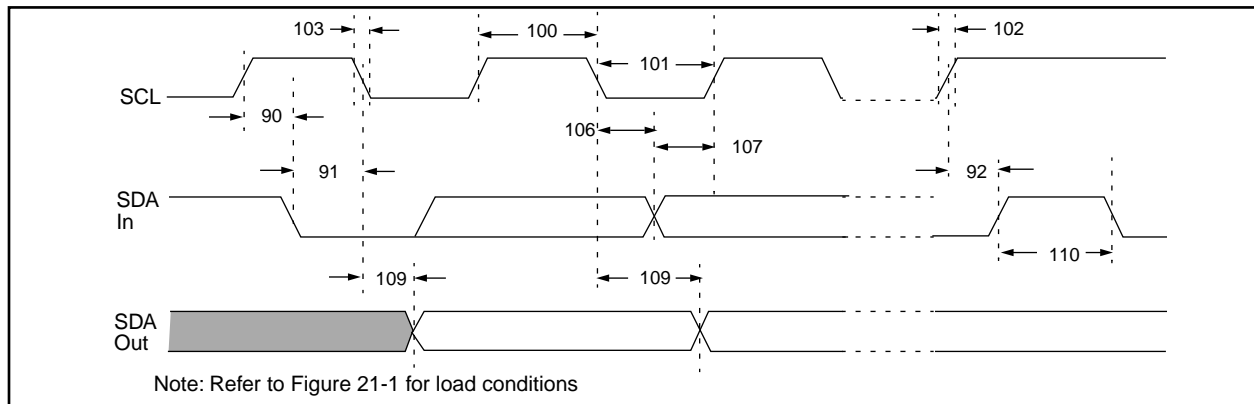 103
100
102
101
SCL
90
106
107
91
92
SDA
In
110
109
109
SDA
Out
Note: Refer to Figure 21-1 for load conditions